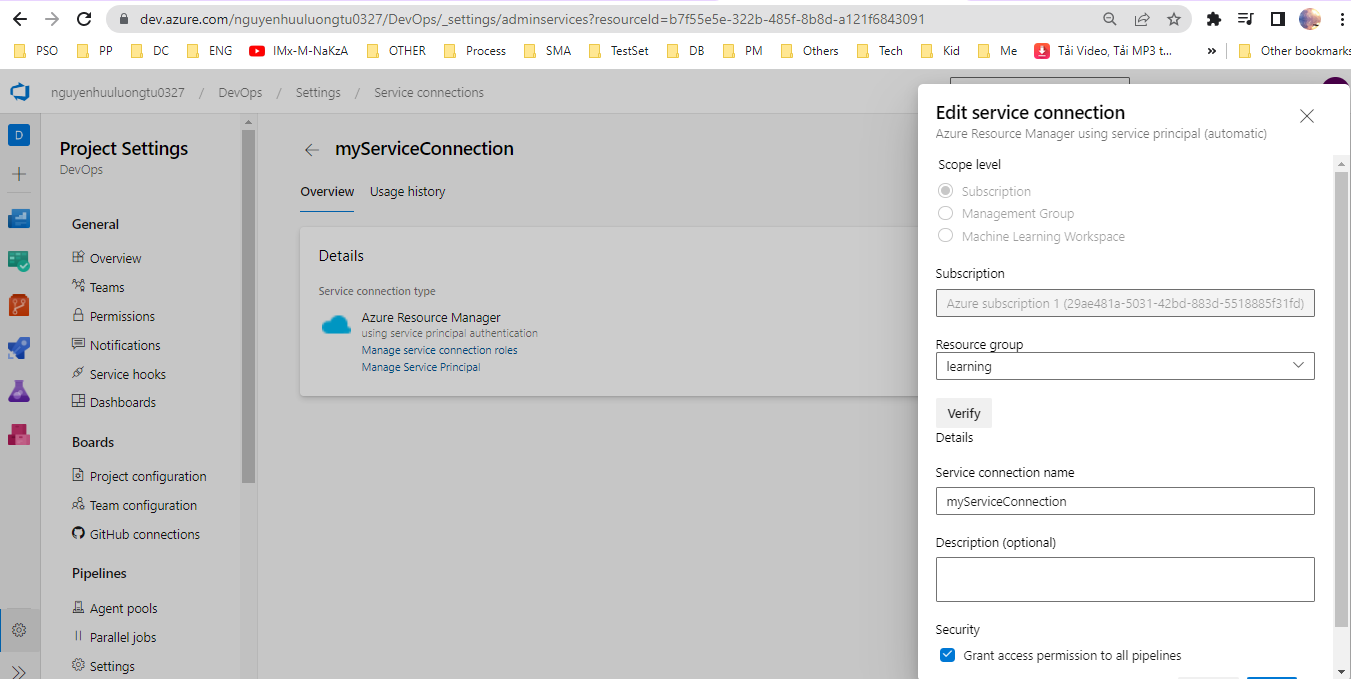 dev.azure.com/nguyenhuuluongtu0327/DevOps/_settings/adminservices?resourceId=b7f55e5e-322b-485f-8b8d-a121f6843091
PSO PP DC ENG IMx-M-NaKzA OTHER Process SMA TestSet DB PM Others Tech Kid Me Tải Video, Tải MP3 t... » Other bookmarks
nguyenhuuluongtu0327 / DevOps / Settings / Service connections
D
Project Settings
DevOps
General
Overview
Teams
Permissions
Notifications
Service hooks
Dashboards
Boards
Project configuration
Team configuration
GitHub connections
Pipelines
Agent pools
Parallel jobs
Settings
myServiceConnection
Overview Usage history
Details
Service connection type
Azure Resource Manager
using service principal authentication
Manage service connection roles
Manage Service Principal
Edit service connection
Azure Resource Manager using service principal (automatic)
Scope level
Subscription
Management Group
Machine Learning Workspace
Subscription
Azure subscription 1 (29ae481a-5031-42bd-883d-5518885f31fd)
Resource group
learning
Verify
Details
Service connection name
myServiceConnection
Description (optional)
Security
Grant access permission to all pipelines